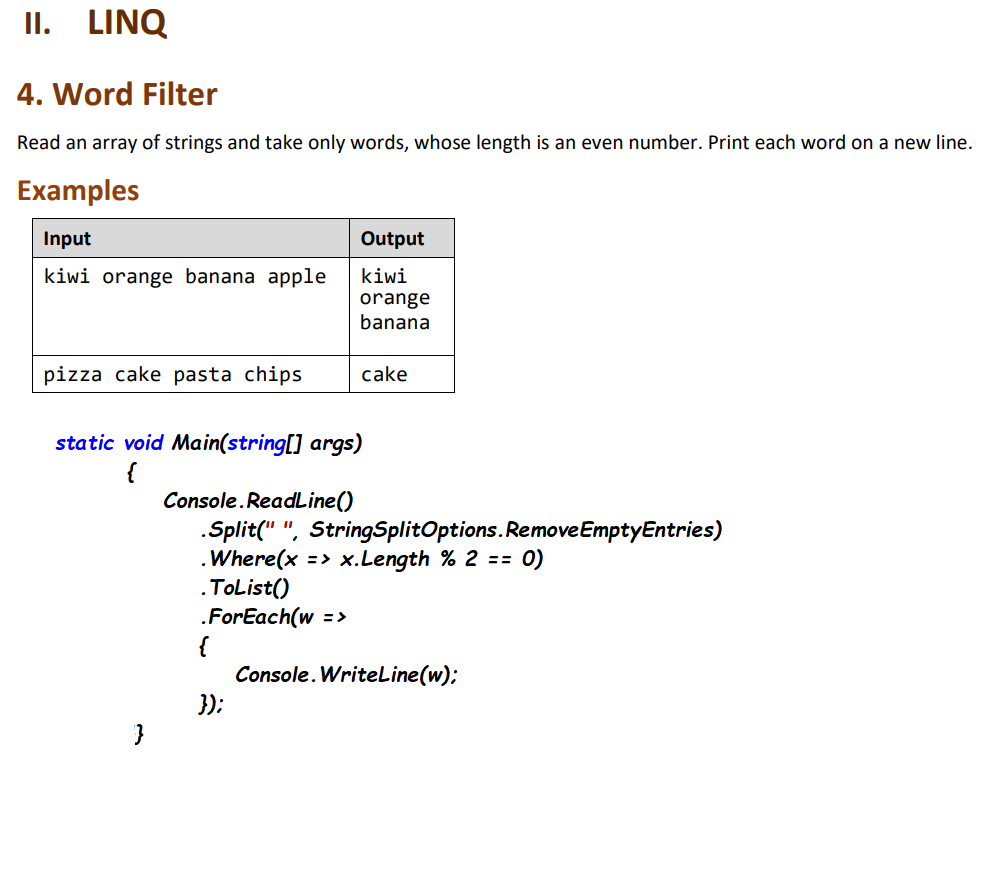 II. LINQ
4. Word Filter
Read an array of strings and take only words, whose length is an even number. Print each word on a new line.
Examples
Input Output
kiwi orange banana apple kiwi
orange
banana
pizza cake pasta chips cake
static void Main(string[] args)
{
Console.ReadLine()
.Split(" ", StringSplitOptions.RemoveEmptyEntries)
.Where(x => x.Length % 2 == 0)
.ToList()
.ForEach(w =>
{
Console.WriteLine(w);
});
}